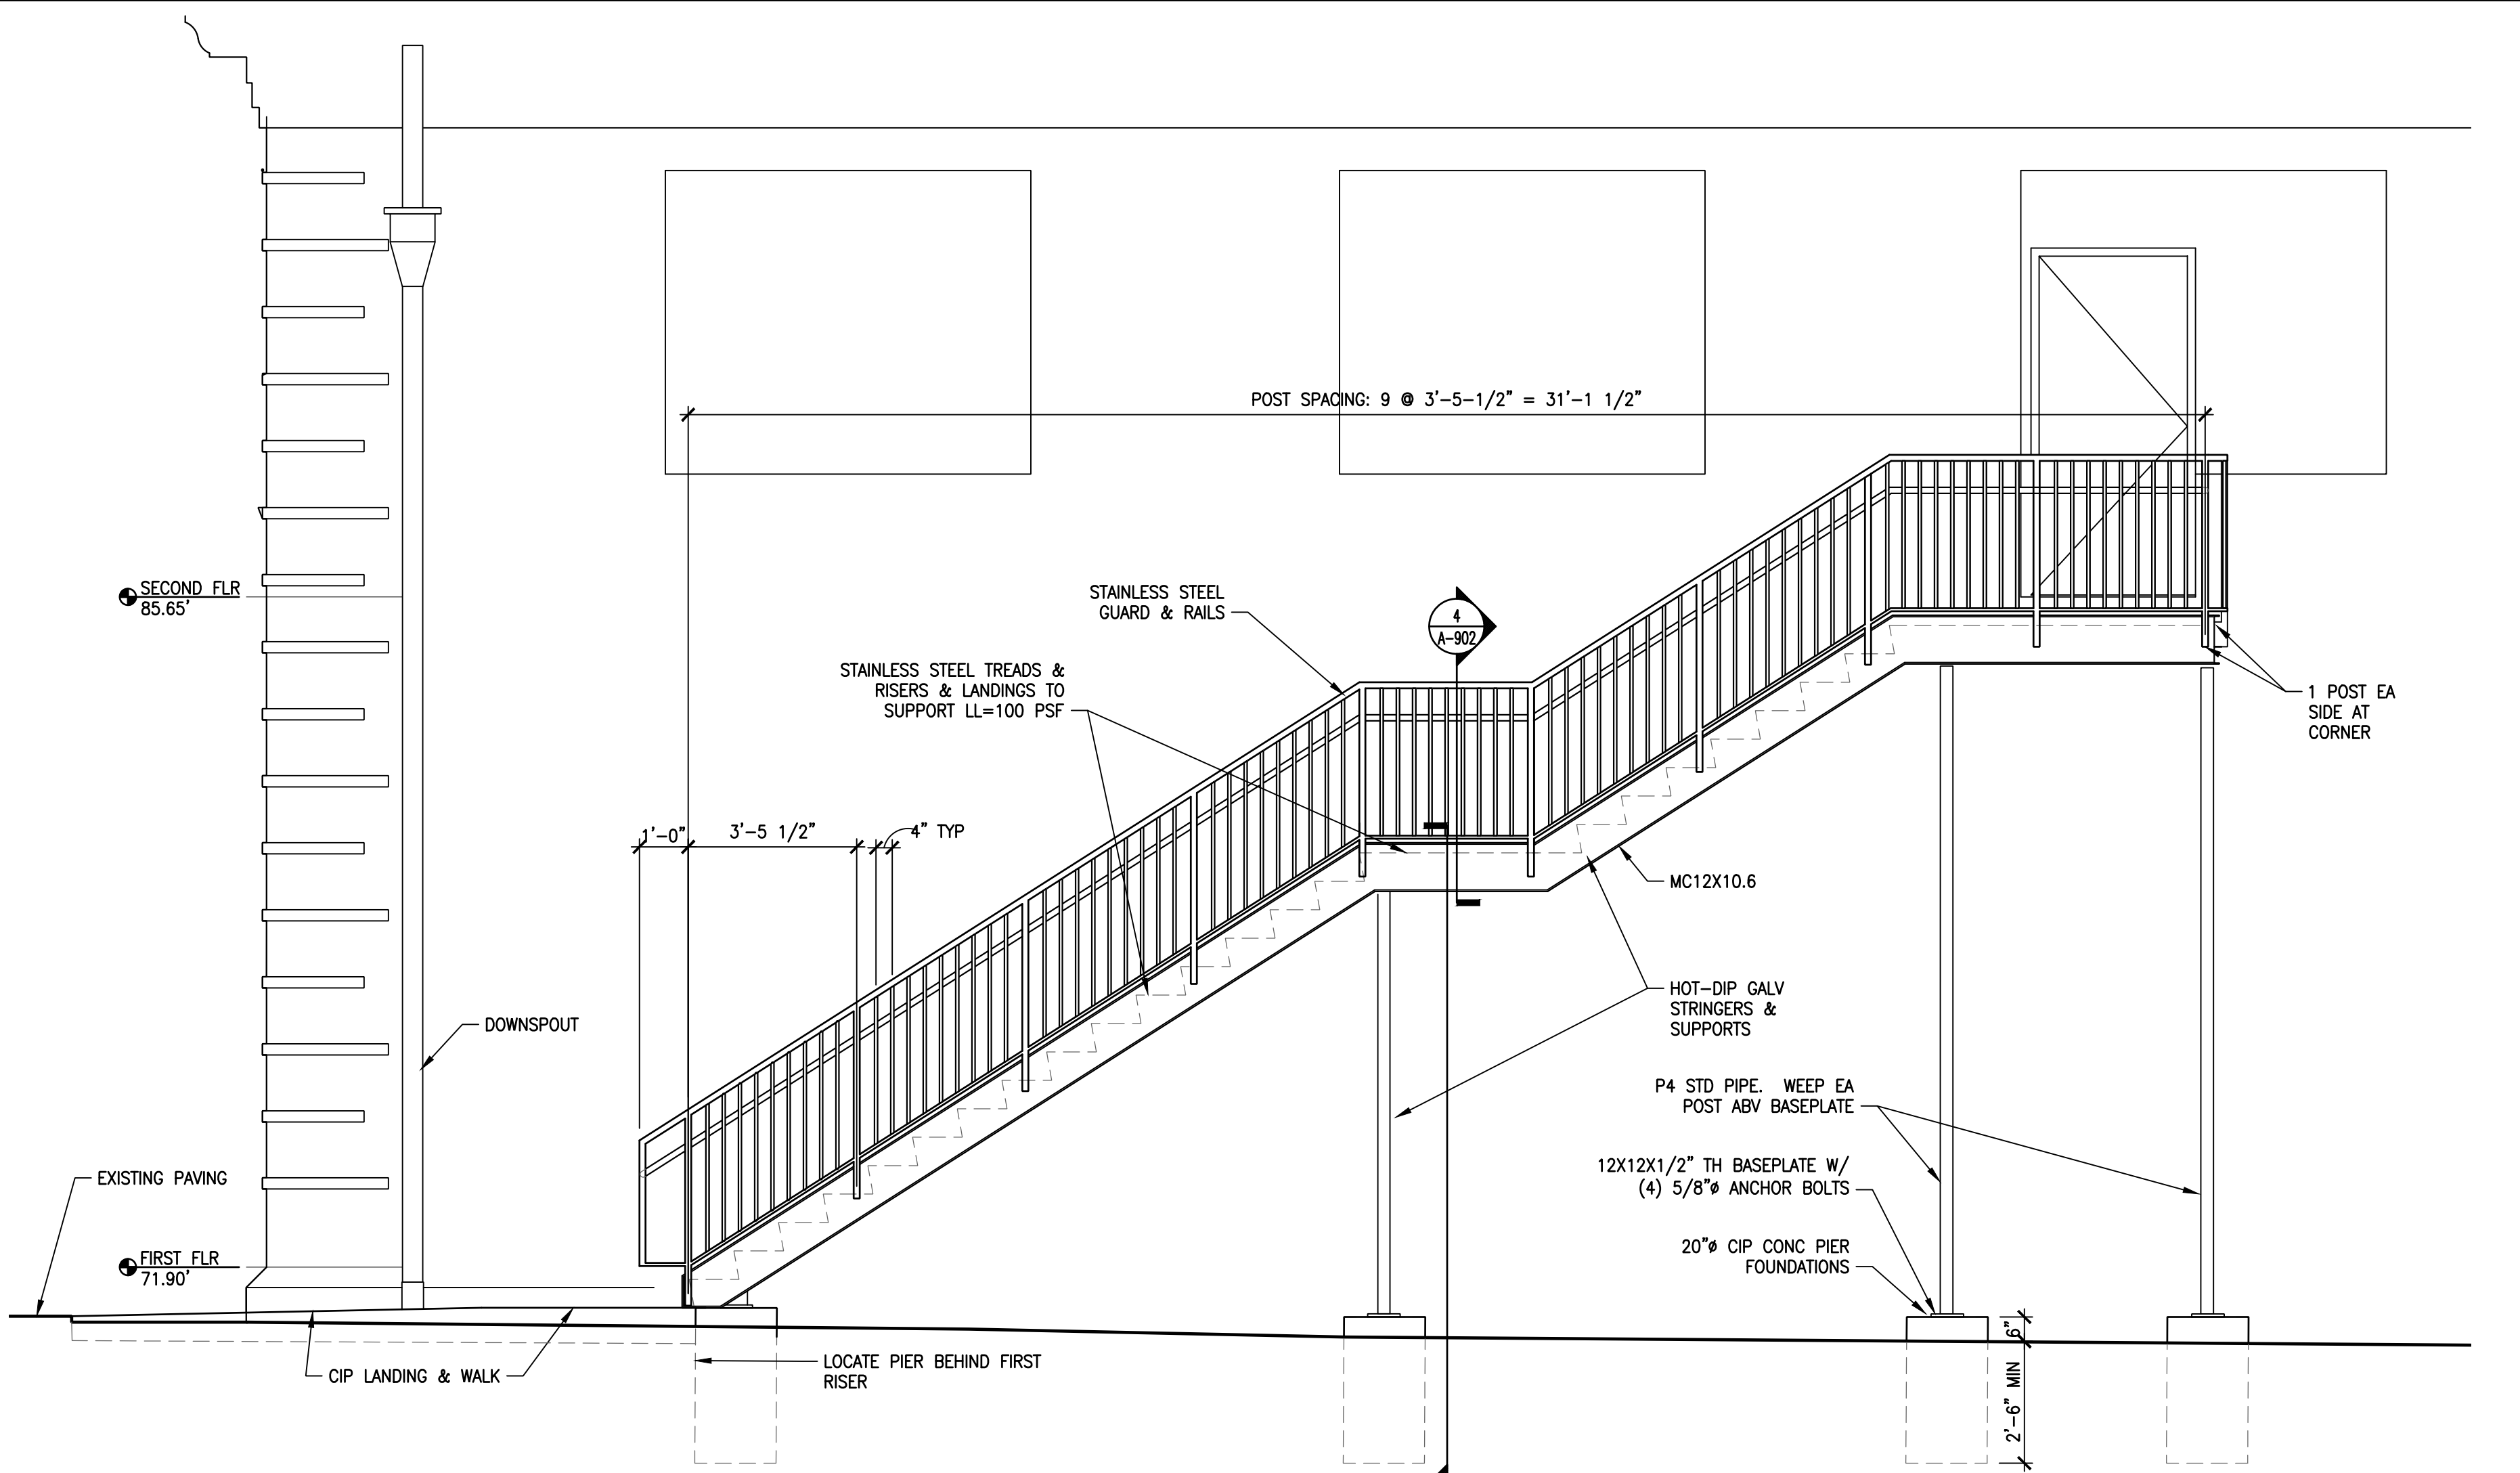 POST SPACING: 9 @ 3'-5-1/2" = 31'-1 1/2"
SECOND FLR
85.65'
STAINLESS STEEL
GUARD & RAILS
4
A-902
STAINLESS STEEL TREADS &
RISERS & LANDINGS TO
SUPPORT LL=100 PSF
1 POST EA
SIDE AT
CORNER
1'-0"
3'-5 1/2"
4" TYP
MC12X10.6
HOT-DIP GALV
STRINGERS &
SUPPORTS
DOWNSPOUT
P4 STD PIPE. WEEP EA
POST ABV BASEPLATE
12X12X1/2" TH BASEPLATE W/
(4) 5/8"ø ANCHOR BOLTS
EXISTING PAVING
20"ø CIP CONC PIER
FOUNDATIONS
FIRST FLR
71.90'
6"
2'-6" MIN
LOCATE PIER BEHIND FIRST
RISER
CIP LANDING & WALK